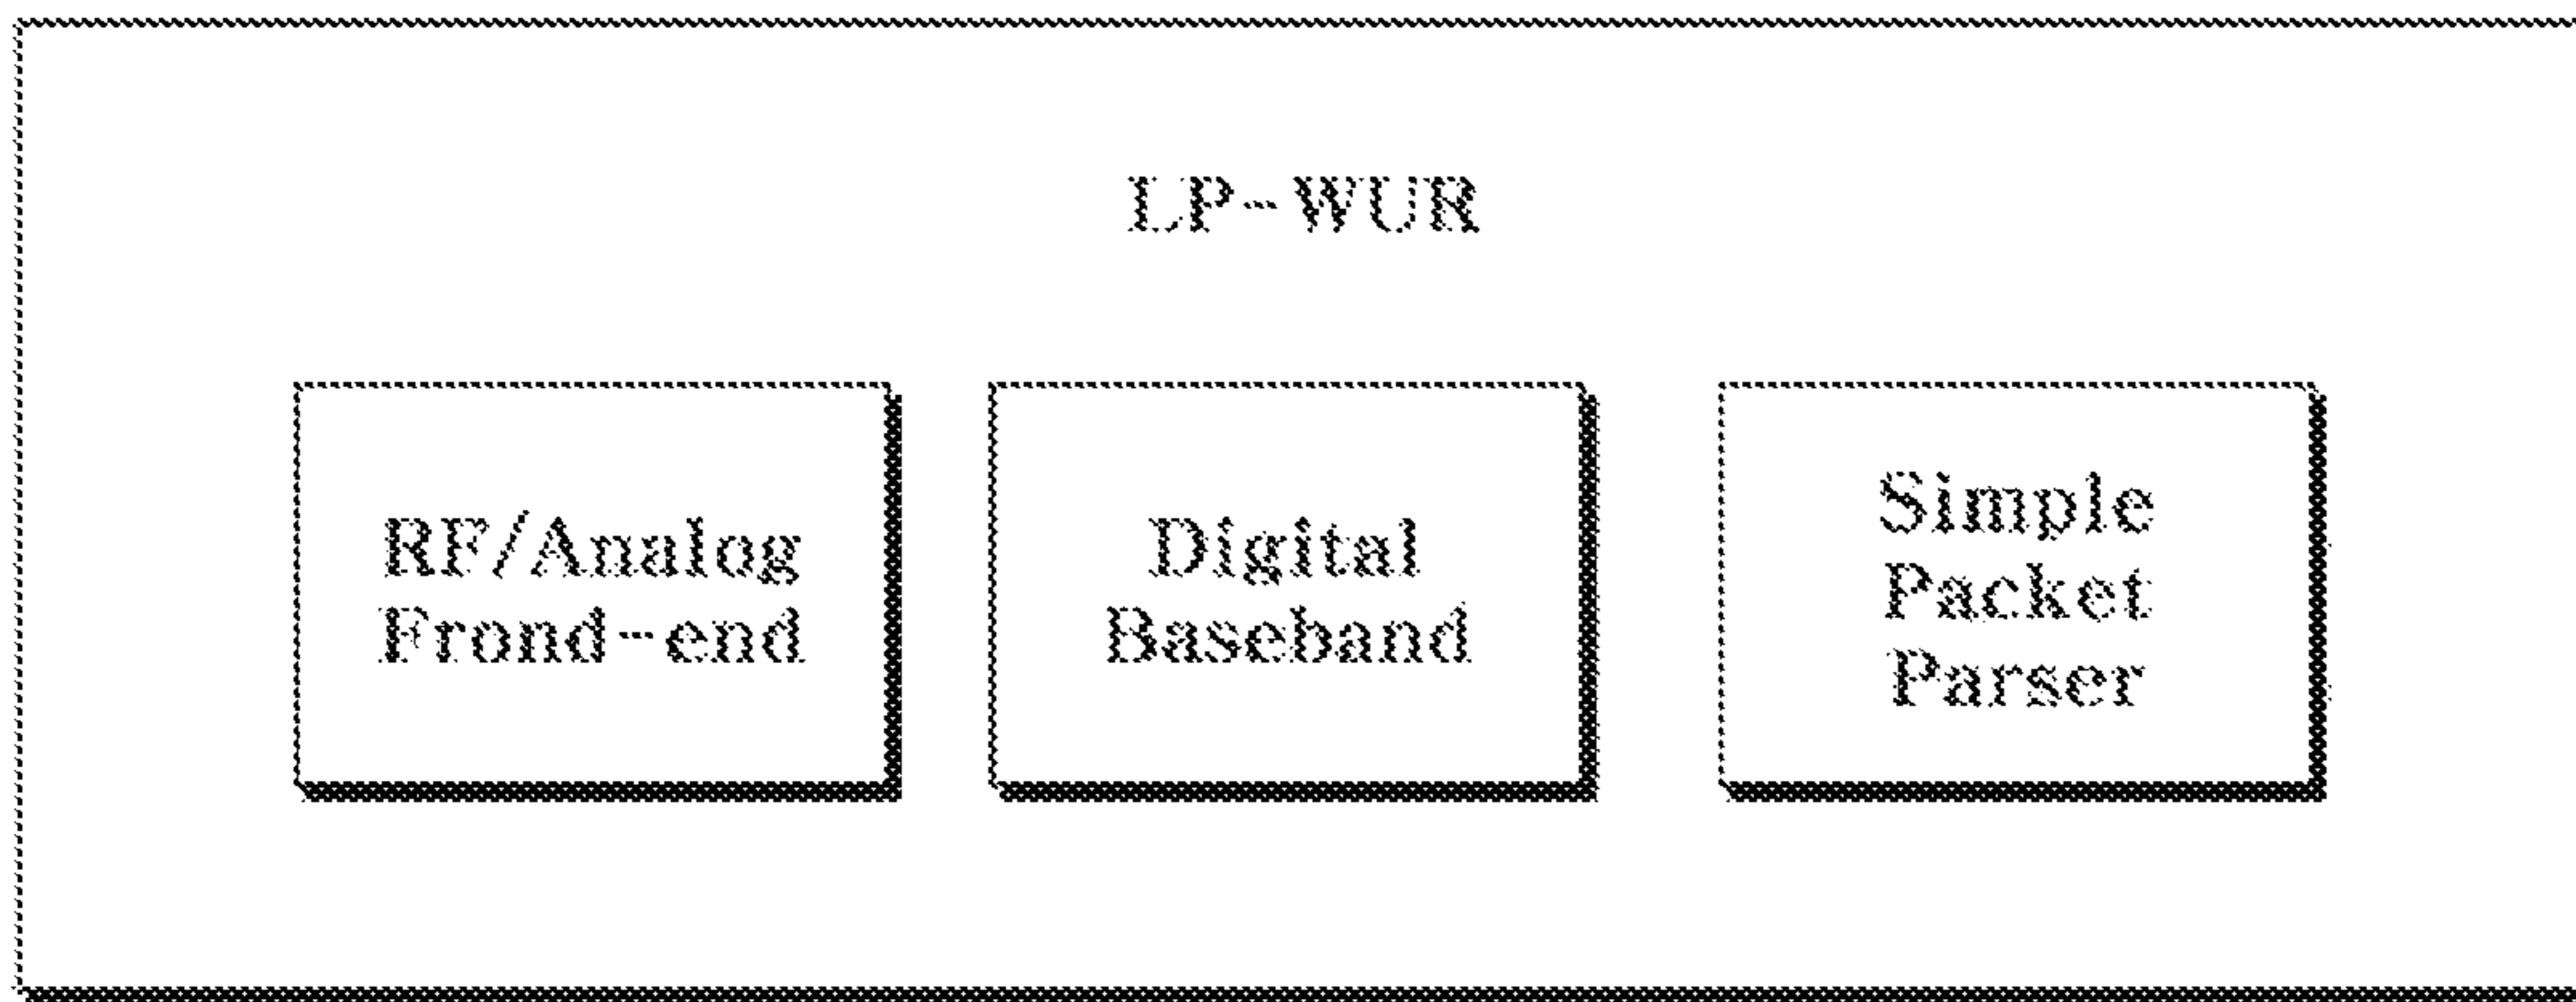 LP-WUR
RF/Analog
Frond-end
Digital
Baseband
Simple
Packet
Parser